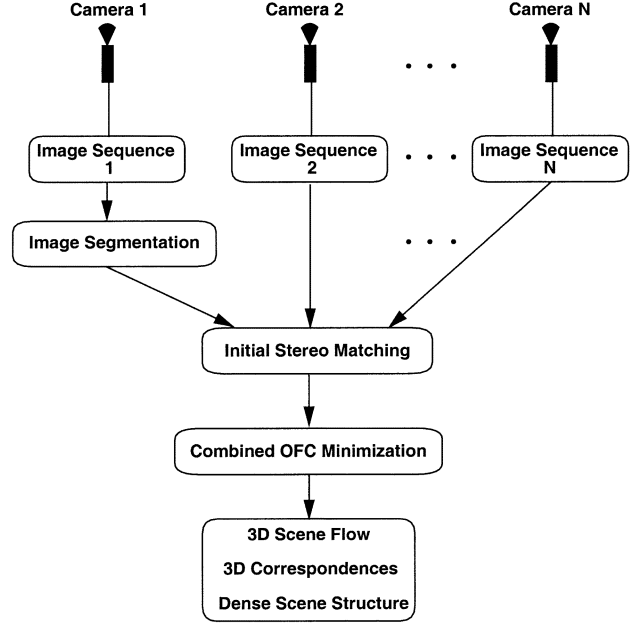 Camera 1
Camera 2
Camera N
. . .
Image Sequence
1
Image Sequence
2
. . .
Image Sequence
N
Image Segmentation
. . .
Initial Stereo Matching
Combined OFC Minimization
3D Scene Flow
3D Correspondences
Dense Scene Structure